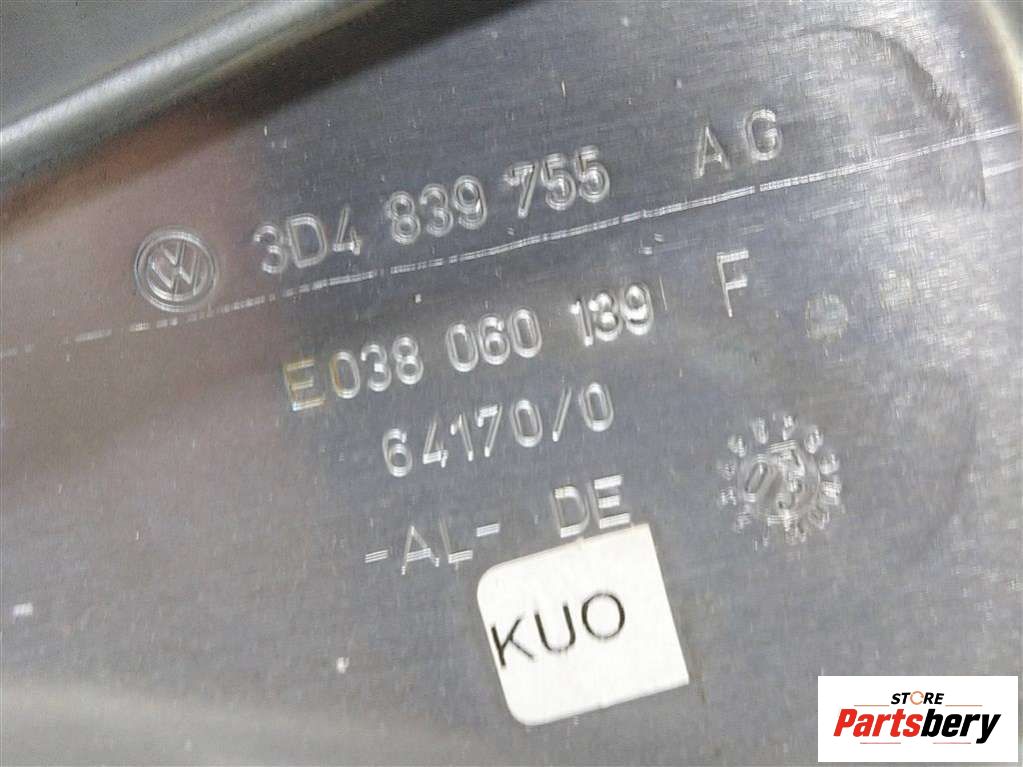 3D4 839 755 AG
E038 060 139 F
64170/0
-AL- DE
KUO
STORE
Partsbery